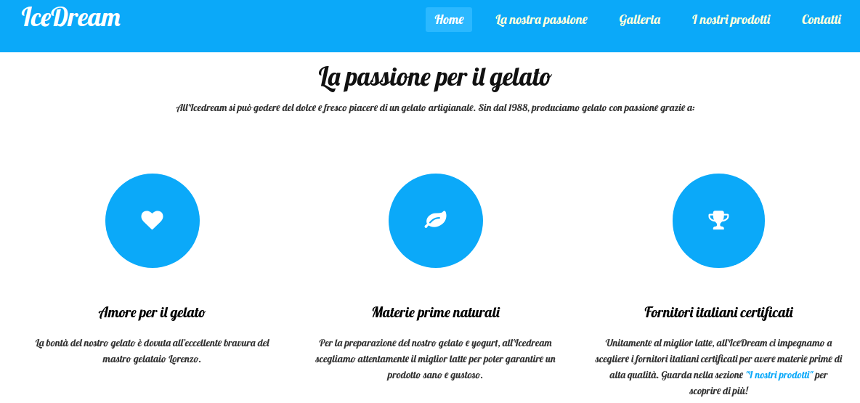 IceDream
Home La nostra passione Galleria I nostri prodotti Contatti
La passione per il gelato
All'Icedream si può godere del dolce e fresco piacere di un gelato artigianale. Sin dal 1988, produciamo gelato con passione grazie a:
Amore per il gelato
La bontà del nostro gelato è dovuta all'eccellente bravura del
mastro gelataio Lorenzo.
Materie prime naturali
Per la preparazione del nostro gelato e yogurt, all'Icedream
scegliamo attentamente il miglior latte per poter garantire un
prodotto sano e gustoso.
Fornitori italiani certificati
Unitamente al miglior latte, all'IceDream ci impegnamo a
scegliere i fornitori italiani certificati per avere materie prime di
alta qualità. Guarda nella sezione "I nostri prodotti" per
scoprire di più!